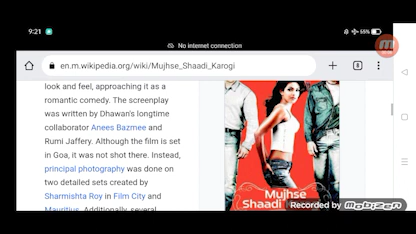 9:21
55%
No internet connection
en.m.wikipedia.org/wiki/Mujhse_Shaadi_Karogi
8
look and feel, approaching it as a
romantic comedy. The screenplay
was written by Dhawan's longtime
collaborator Anees Bazmee and
Rumi Jaffery. Although the film is set
in Goa, it was not shot there. Instead,
principal photography was done on
two detailed sets created by
Sharmishta Roy in Film City and
Mauritius. Additionally, several
Mujhse
Shaadi
Recorded by Mobizen